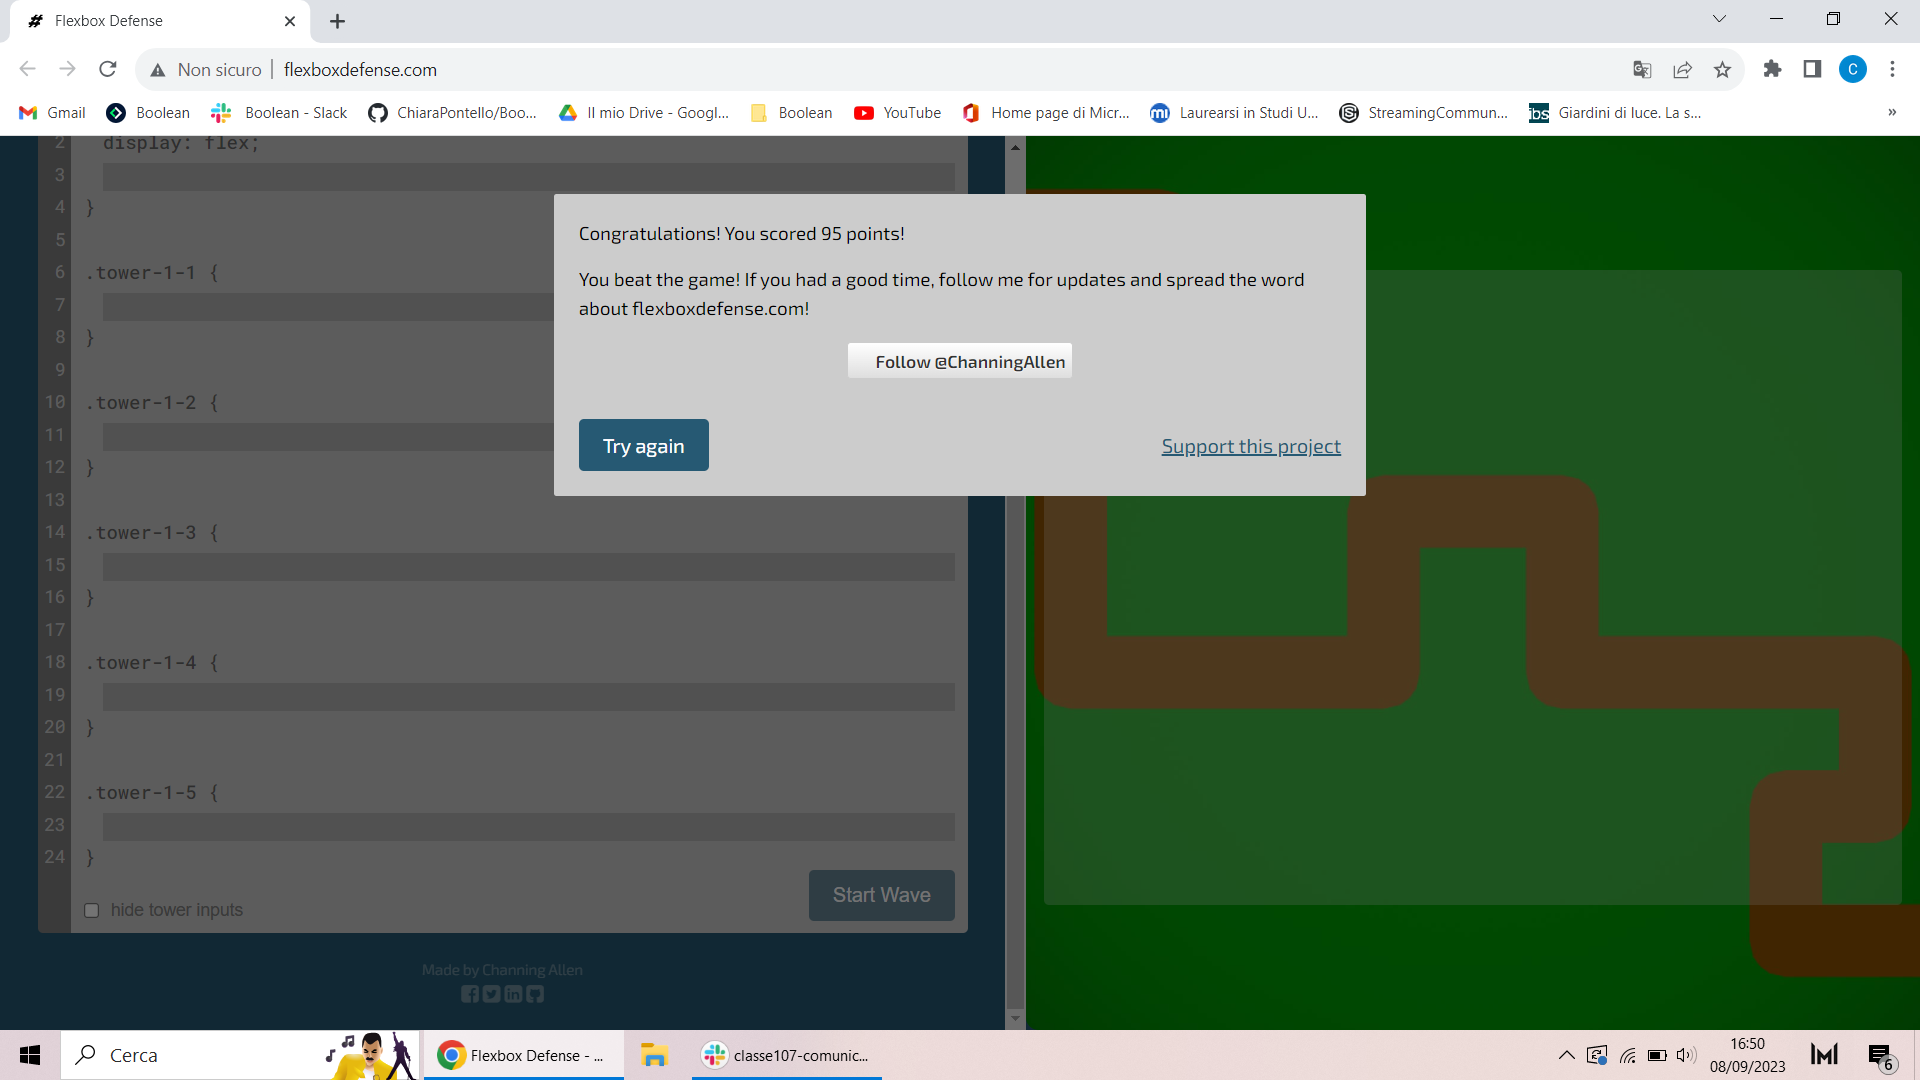 Flexbox Defense
Non sicuro | flexboxdefense.com
C
Gmail
Boolean
Boolean - Slack
ChiaraPontello/Boo...
Il mio Drive - Googl...
Boolean
YouTube
Home page di Micr...
Laurearsi in Studi U...
StreamingCommun...
ibs
Giardini di luce. La s...
»
2 display: flex;
3
4 }
5
6 .tower-1-1 {
7
8 }
9
10 .tower-1-2 {
11
12 }
13
14 .tower-1-3 {
15
16 }
17
18 .tower-1-4 {
19
20 }
21
22 .tower-1-5 {
23
24 }
hide tower inputs
Start Wave
Made by Channing Allen
Congratulations! You scored 95 points!
You beat the game! If you had a good time, follow me for updates and spread the word
about flexboxdefense.com!
Follow @ChanningAllen
Try again
Support this project
Cerca
Flexbox Defense - ...
classe107-comunic...
16:50
08/09/2023
6